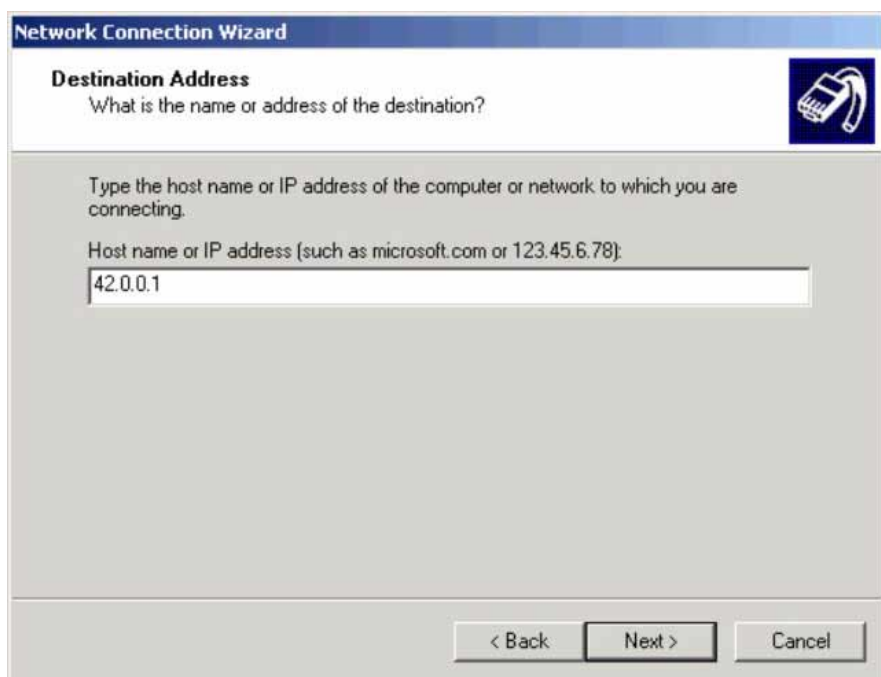 Network Connection Wizard
Destination Address
What is the name or address of the destination?
Type the host name or IP address of the computer or network to which you are
connecting.
Host name or IP address (such as microsoft.com or 123.45.6.78):
42.0.0.1
< Back Next > Cancel